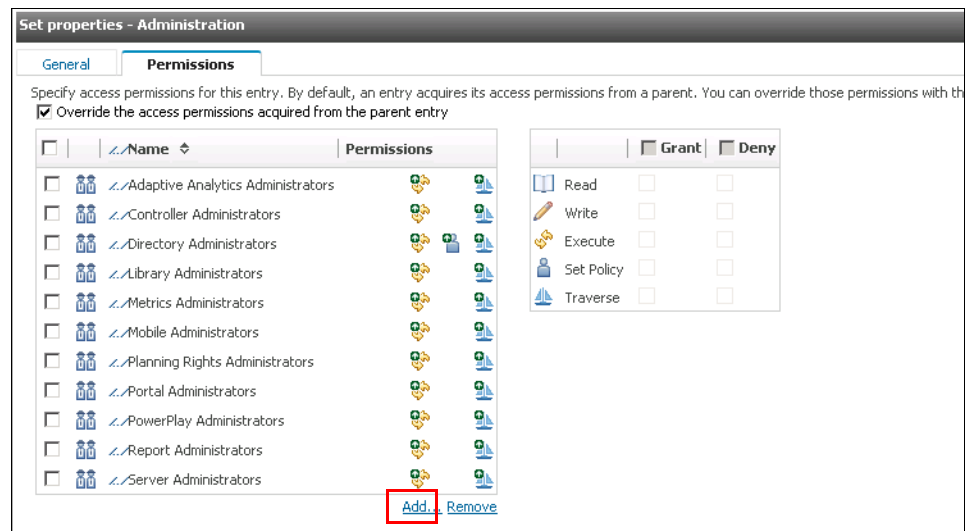 Set properties - Administration
General Permissions
Specify access permissions for this entry. By default, an entry acquires its access permissions from a parent. You can override those permissions with th
Override the access permissions acquired from the parent entry
Name Permissions
Adaptive Analytics Administrators
Controller Administrators
Directory Administrators
Library Administrators
Metrics Administrators
Mobile Administrators
Planning Rights Administrators
Portal Administrators
PowerPlay Administrators
Report Administrators
Server Administrators
Add... Remove
Grant Deny
Read
Write
Execute
Set Policy
Traverse